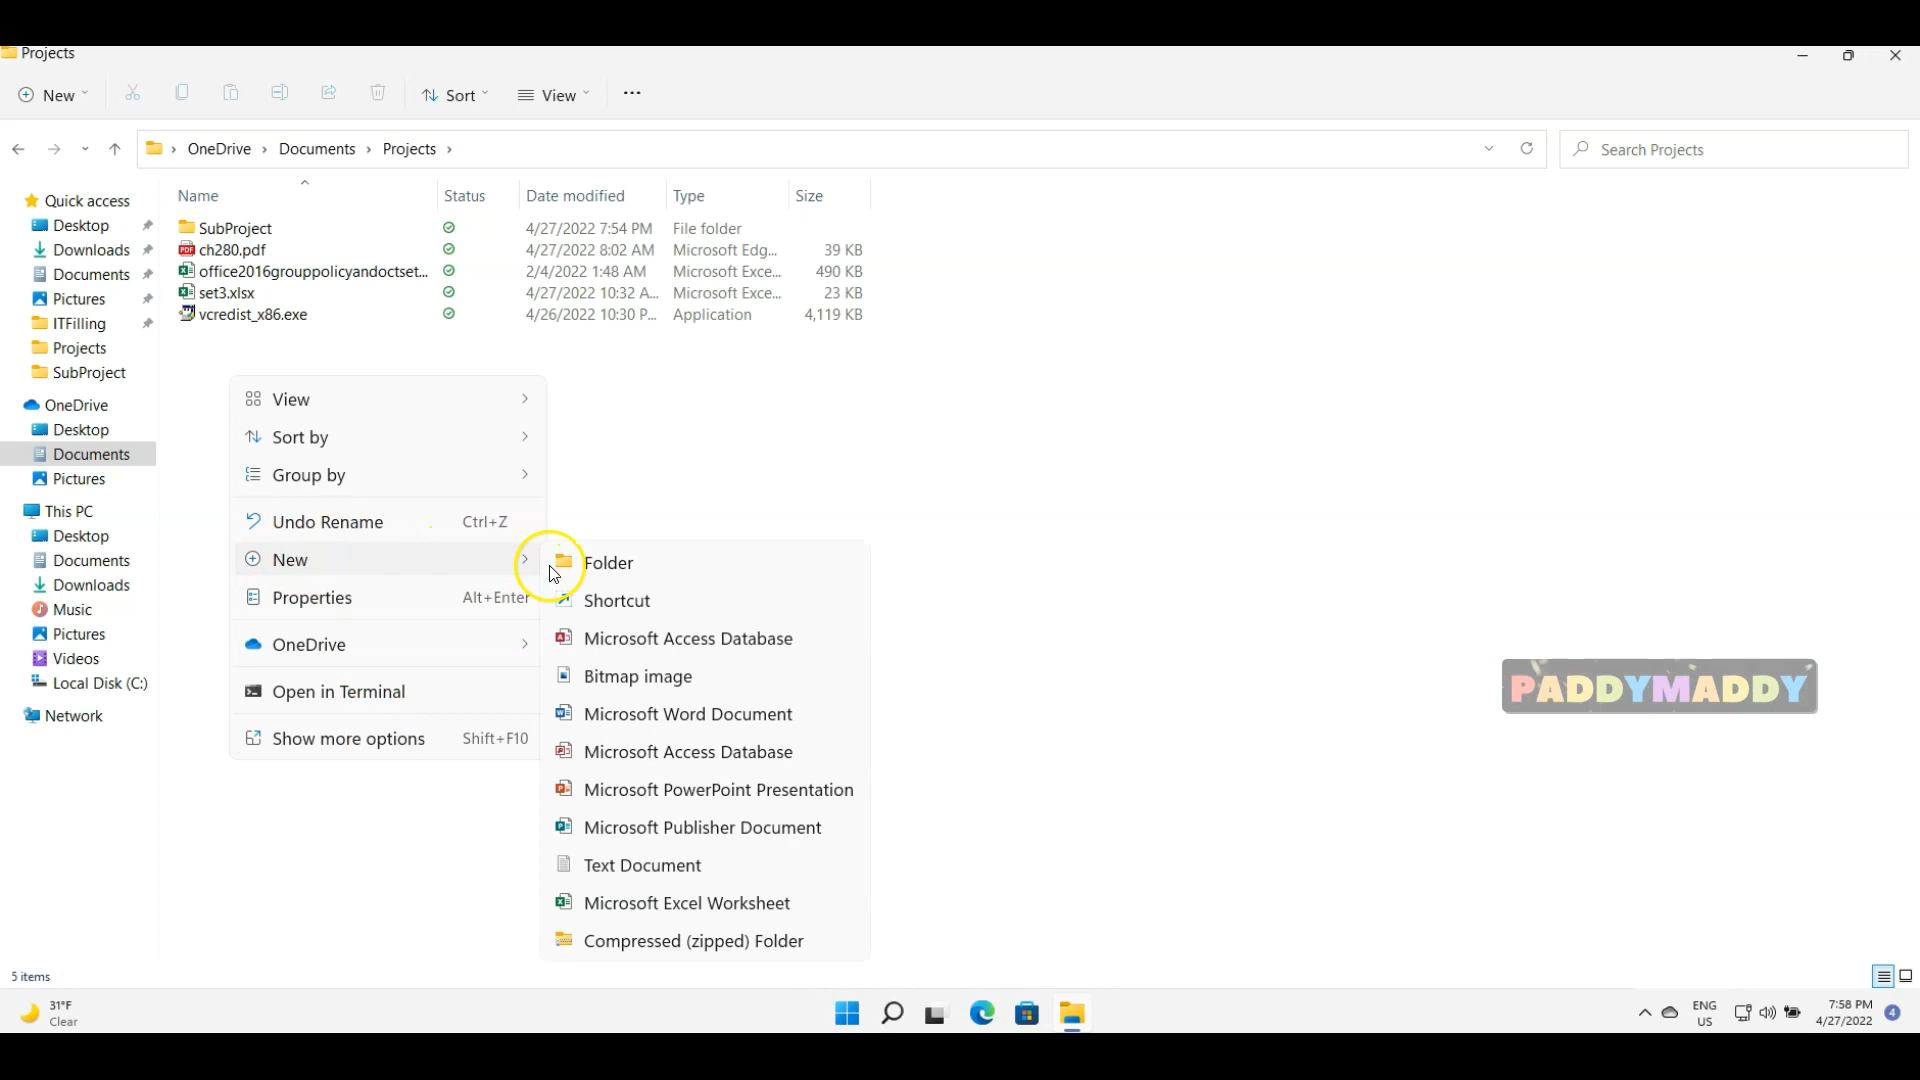 Projects
New
Sort
View
OneDrive
Documents
Projects
Search Projects
Name Status Date modified Type Size
SubProject 4/27/2022 7:54 PM File folder
PDF ch280.pdf 4/27/2022 8:02 AM Microsoft Edg... 39 KB
office2016grouppolicyandoctset... 2/4/2022 1:48 AM Microsoft Exce... 490 KB
set3.xlsx 4/27/2022 10:32 A... Microsoft Exce... 23 KB
vcredist_x86.exe 4/26/2022 10:30 P... Application 4,119 KB
Quick access
Desktop
Downloads
Documents
Pictures
ITFilling
Projects
SubProject
OneDrive
Desktop
Documents
Pictures
This PC
Desktop
Documents
Downloads
Music
Pictures
Videos
Local Disk (C:)
Network
View
Sort by
Group by
Undo Rename Ctrl+Z
New
Properties Alt+Enter
OneDrive
Open in Terminal
Show more options Shift+F10
Folder
Shortcut
Microsoft Access Database
Bitmap image
Microsoft Word Document
Microsoft Access Database
Microsoft PowerPoint Presentation
Microsoft Publisher Document
Text Document
Microsoft Excel Worksheet
Compressed (zipped) Folder
PADDYMADDY
5 items
31°F
Clear
ENG
US
7:58 PM
4/27/2022
4